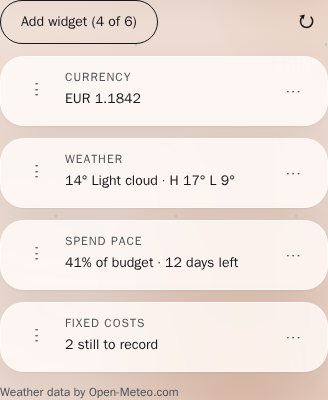 Add widget (4 of 6)
CURRENCY
EUR 1.1842
WEATHER
14° Light cloud · H 17° L 9°
SPEND PACE
41% of budget · 12 days left
FIXED COSTS
2 still to record
Weather data by Open-Meteo.com